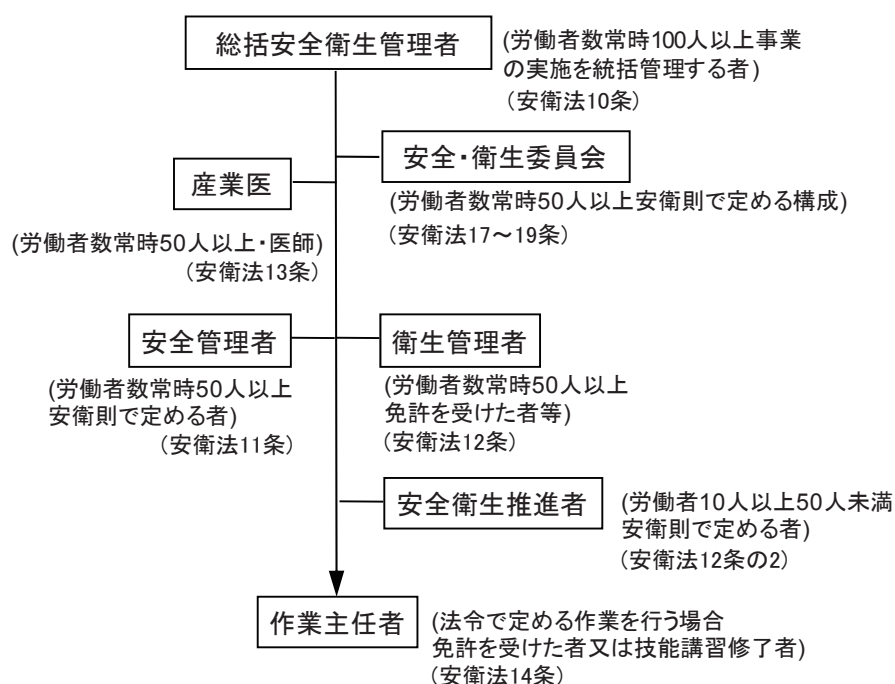 総括安全衛生管理者
(労働者数常時100人以上事業
の実施を統括管理する者)
(安衛法10条)
安全・衛生委員会
産業医
(労働者数常時50人以上安衛則で定める構成)
(安衛法17～19条)
(労働者数常時50人以上・医師)
(安衛法13条)
安全管理者
衛生管理者
(労働者数常時50人以上
安衛則で定める者)
(安衛法11条)
(労働者数常時50人以上
免許を受けた者等)
(安衛法12条)
安全衛生推進者
(労働者10人以上50人未満
安衛則で定める者)
(安衛法12条の2)
作業主任者
(法令で定める作業を行う場合
免許を受けた者又は技能講習修了者)
(安衛法14条)